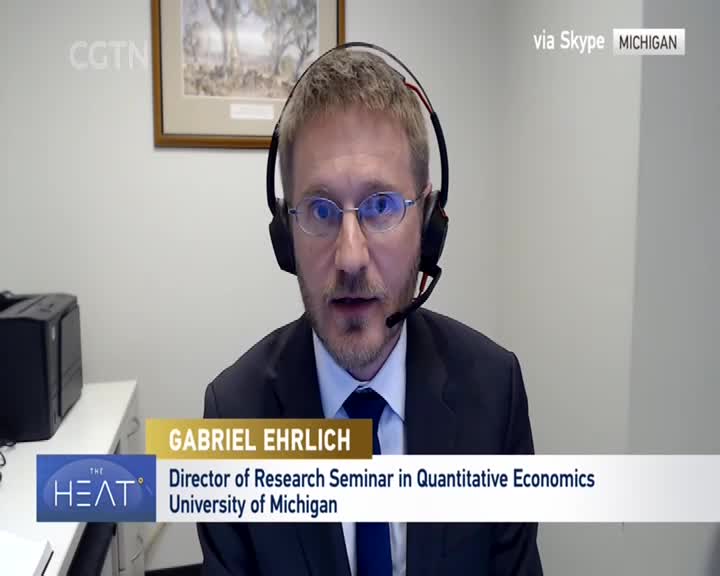 CGTN
via Skype MICHIGAN
GABRIEL EHRLICH
THE HEAT
Director of Research Seminar in Quantitative Economics
University of Michigan